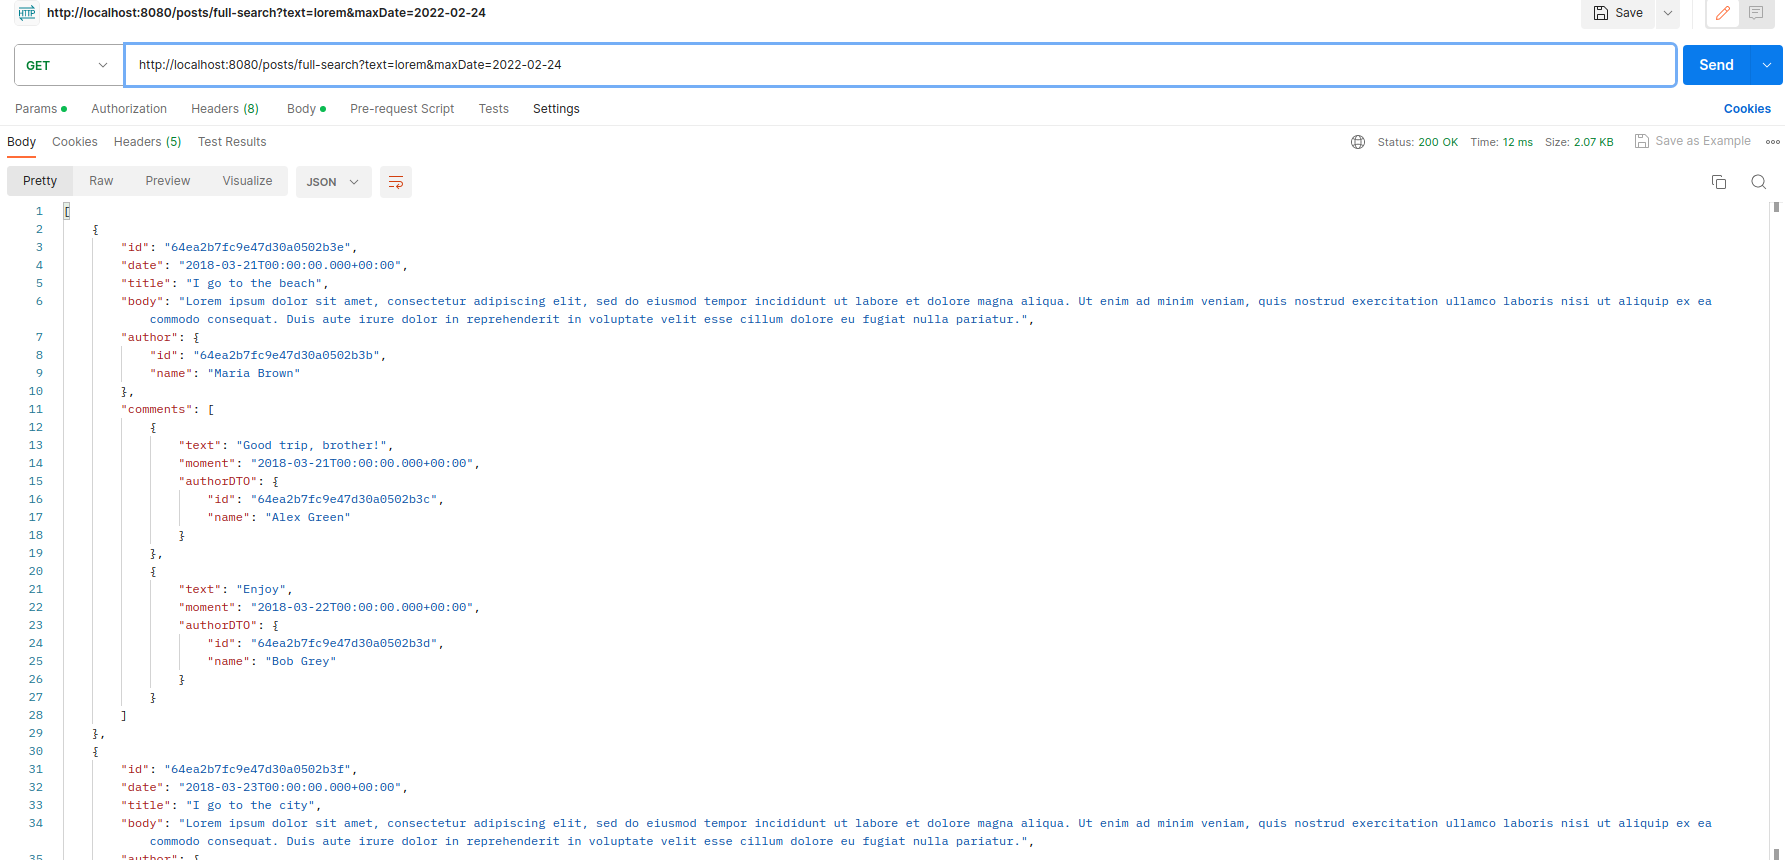 HTTP http://localhost:8080/posts/full-search?text=lorem&maxDate=2022-02-24 Save
GET http://localhost:8080/posts/full-search?text=lorem&maxDate=2022-02-24 Send
Params Authorization Headers (8) Body Pre-request Script Tests Settings Cookies
Body Cookies Headers (5) Test Results Status: 200 OK Time: 12 ms Size: 2.07 KB Save as Example
Pretty Raw Preview Visualize JSON
1 [
2 {
3 "id": "64ea2b7fc9e47d30a0502b3e",
4 "date": "2018-03-21T00:00:00.000+00:00",
5 "title": "I go to the beach",
6 "body": "Lorem ipsum dolor sit amet, consectetur adipiscing elit, sed do eiusmod tempor incididunt ut labore et dolore magna aliqua. Ut enim ad minim veniam, quis nostrud exercitation ullamco laboris nisi ut aliquip ex ea
commodo consequat. Duis aute irure dolor in reprehenderit in voluptate velit esse cillum dolore eu fugiat nulla pariatur.",
7 "author": {
8 "id": "64ea2b7fc9e47d30a0502b3b",
9 "name": "Maria Brown"
10 },
11 "comments": [
12 {
13 "text": "Good trip, brother!",
14 "moment": "2018-03-21T00:00:00.000+00:00",
15 "authorDTO": {
16 "id": "64ea2b7fc9e47d30a0502b3c",
17 "name": "Alex Green"
18 }
19 },
20 {
21 "text": "Enjoy",
22 "moment": "2018-03-22T00:00:00.000+00:00",
23 "authorDTO": {
24 "id": "64ea2b7fc9e47d30a0502b3d",
25 "name": "Bob Grey"
26 }
27 }
28 ]
29 },
30 {
31 "id": "64ea2b7fc9e47d30a0502b3f",
32 "date": "2018-03-23T00:00:00.000+00:00",
33 "title": "I go to the city",
34 "body": "Lorem ipsum dolor sit amet, consectetur adipiscing elit, sed do eiusmod tempor incididunt ut labore et dolore magna aliqua. Ut enim ad minim veniam, quis nostrud exercitation ullamco laboris nisi ut aliquip ex ea
commodo consequat. Duis aute irure dolor in reprehenderit in voluptate velit esse cillum dolore eu fugiat nulla pariatur.",
35 "author": {